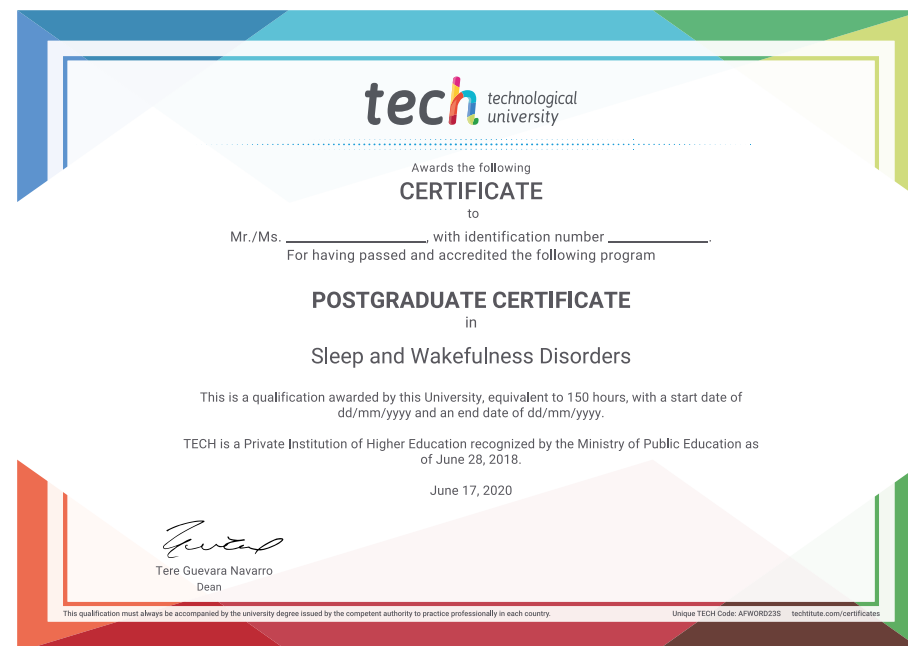 tech technological
university
Awards the following
CERTIFICATE
to
Mr./Ms. ____________________, with identification number ______________.
For having passed and accredited the following program
POSTGRADUATE CERTIFICATE
in
Sleep and Wakefulness Disorders
This is a qualification awarded by this University, equivalent to 150 hours, with a start date of
dd/mm/yyyy and an end date of dd/mm/yyyy.
TECH is a Private Institution of Higher Education recognized by the Ministry of Public Education as
of June 28, 2018.
June 17, 2020
Tere Guevara Navarro
Dean
This qualification must always be accompanied by the university degree issued by the competent authority to practice professionally in each country. Unique TECH Code: AFWORD23S techtitute.com/certificates